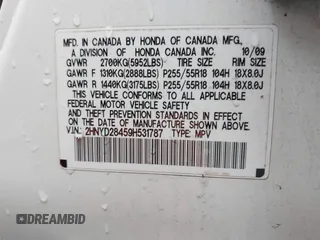 MFD. IN CANADA BY HONDA OF CANADA MFG.,
A DIVISION OF HONDA CANADA INC. 10/09
GVWR 2700KG(5952LBS) TIRE SIZE RIM SIZE
GAWR F 1310KG(2888LBS) P255/55R18 104H 18X8.0J
GAWR R 1440KG(3175LBS) P255/55R18 104H 18X8.0J
THIS VEHICLE CONFORMS TO ALL APPLICABLE
FEDERAL MOTOR VEHICLE SAFETY, BUMPER,
AND THEFT PREVENTION STANDARDS IN EFFECT
ON THE DATE OF MANUFACTURE SHOWN ABOVE.
V.I.N.: 2HNYD28459H531787 TYPE: MPV
DREAMBID